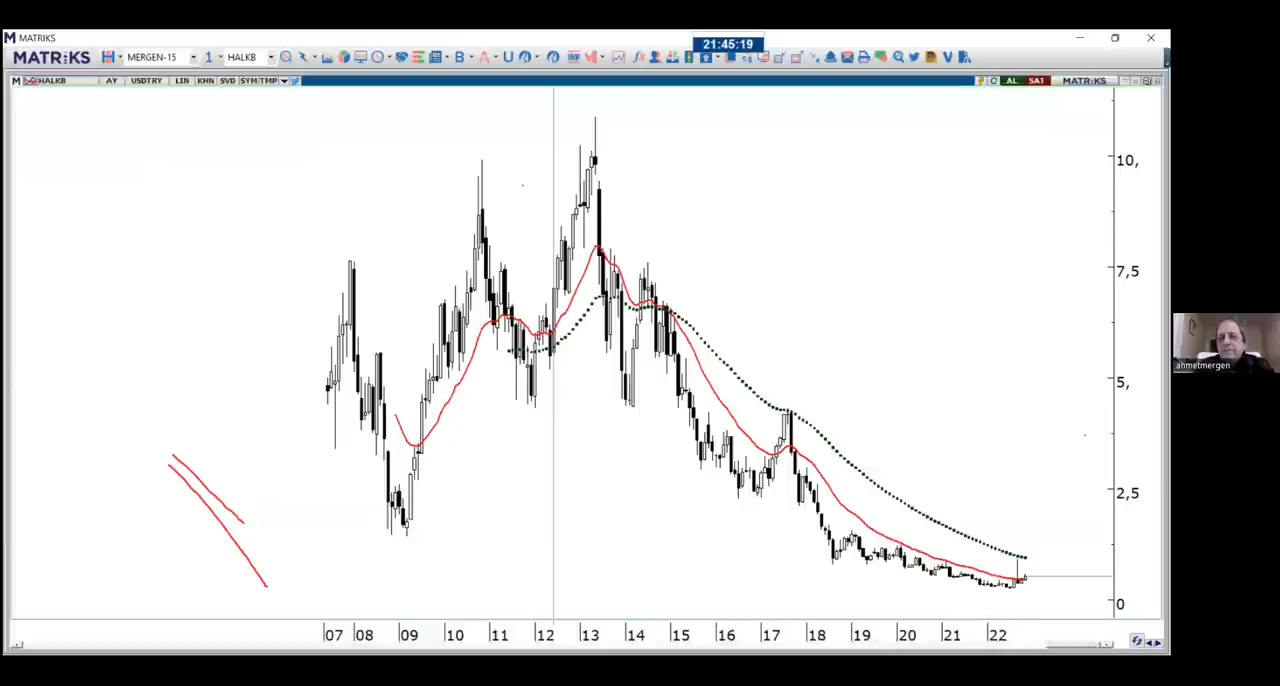 MATRIKS
21:45:19
MATRIKS MERGEN-15 1 HALKB B A U V
M HALKB AY USDTRY LIN KHN SVD SYM TMP AL SAT MATRIKS
10,
7,5
5,
2,5
0
07 08 09 10 11 12 13 14 15 16 17 18 19 20 21 22
ahmetmergen